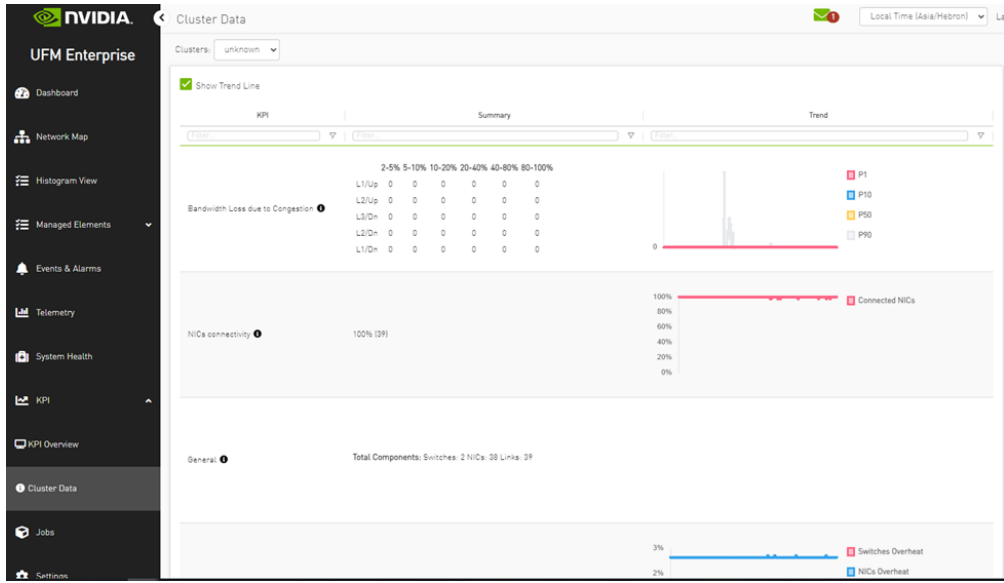 NVIDIA.
UFM Enterprise
Dashboard
Network Map
Histogram View
Managed Elements
Events & Alarms
Telemetry
System Health
KPI
KPI Overview
Cluster Data
Jobs
Settings
Cluster Data
1
Local Time (Asia/Hebron)
Clusters: unknown
Show Trend Line
KPI Summary Trend
Filter... Filter... Filter...
Bandwidth Loss due to Congestion
2-5% 5-10% 10-20% 20-40% 40-80% 80-100%
L1/Up 0 0 0 0 0 0
L2/Up 0 0 0 0 0 0
L3/Dn 0 0 0 0 0 0
L2/Dn 0 0 0 0 0 0
L1/Dn 0 0 0 0 0 0
0
P1
P10
P50
P90
NICs connectivity
100% (39)
100%
80%
60%
40%
20%
0%
Connected NICs
General
Total Components: Switches: 2 NICs: 38 Links: 39
3%
2%
Switches Overheat
NICs Overheat